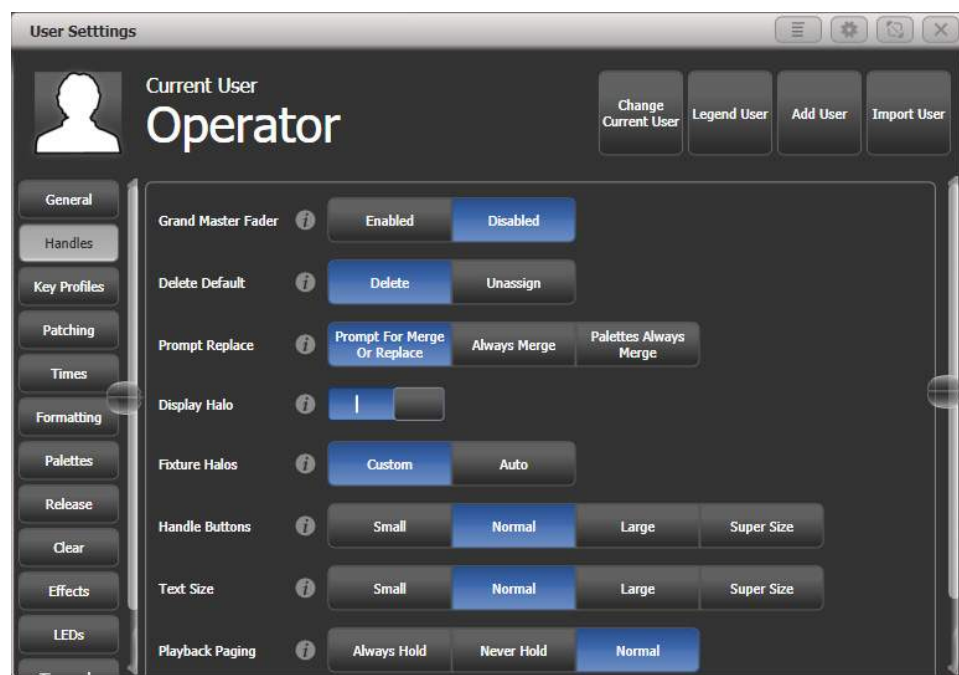 User Setttings
Current User
Operator
Change
Current User
Legend User
Add User
Import User
General
Handles
Key Profiles
Patching
Times
Formatting
Palettes
Release
Clear
Effects
LEDs
Grand Master Fader
Enabled
Disabled
Delete Default
Delete
Unassign
Prompt Replace
Prompt For Merge
Or Replace
Always Merge
Palettes Always
Merge
Display Halo
Fixture Halos
Custom
Auto
Handle Buttons
Small
Normal
Large
Super Size
Text Size
Small
Normal
Large
Super Size
Playback Paging
Always Hold
Never Hold
Normal